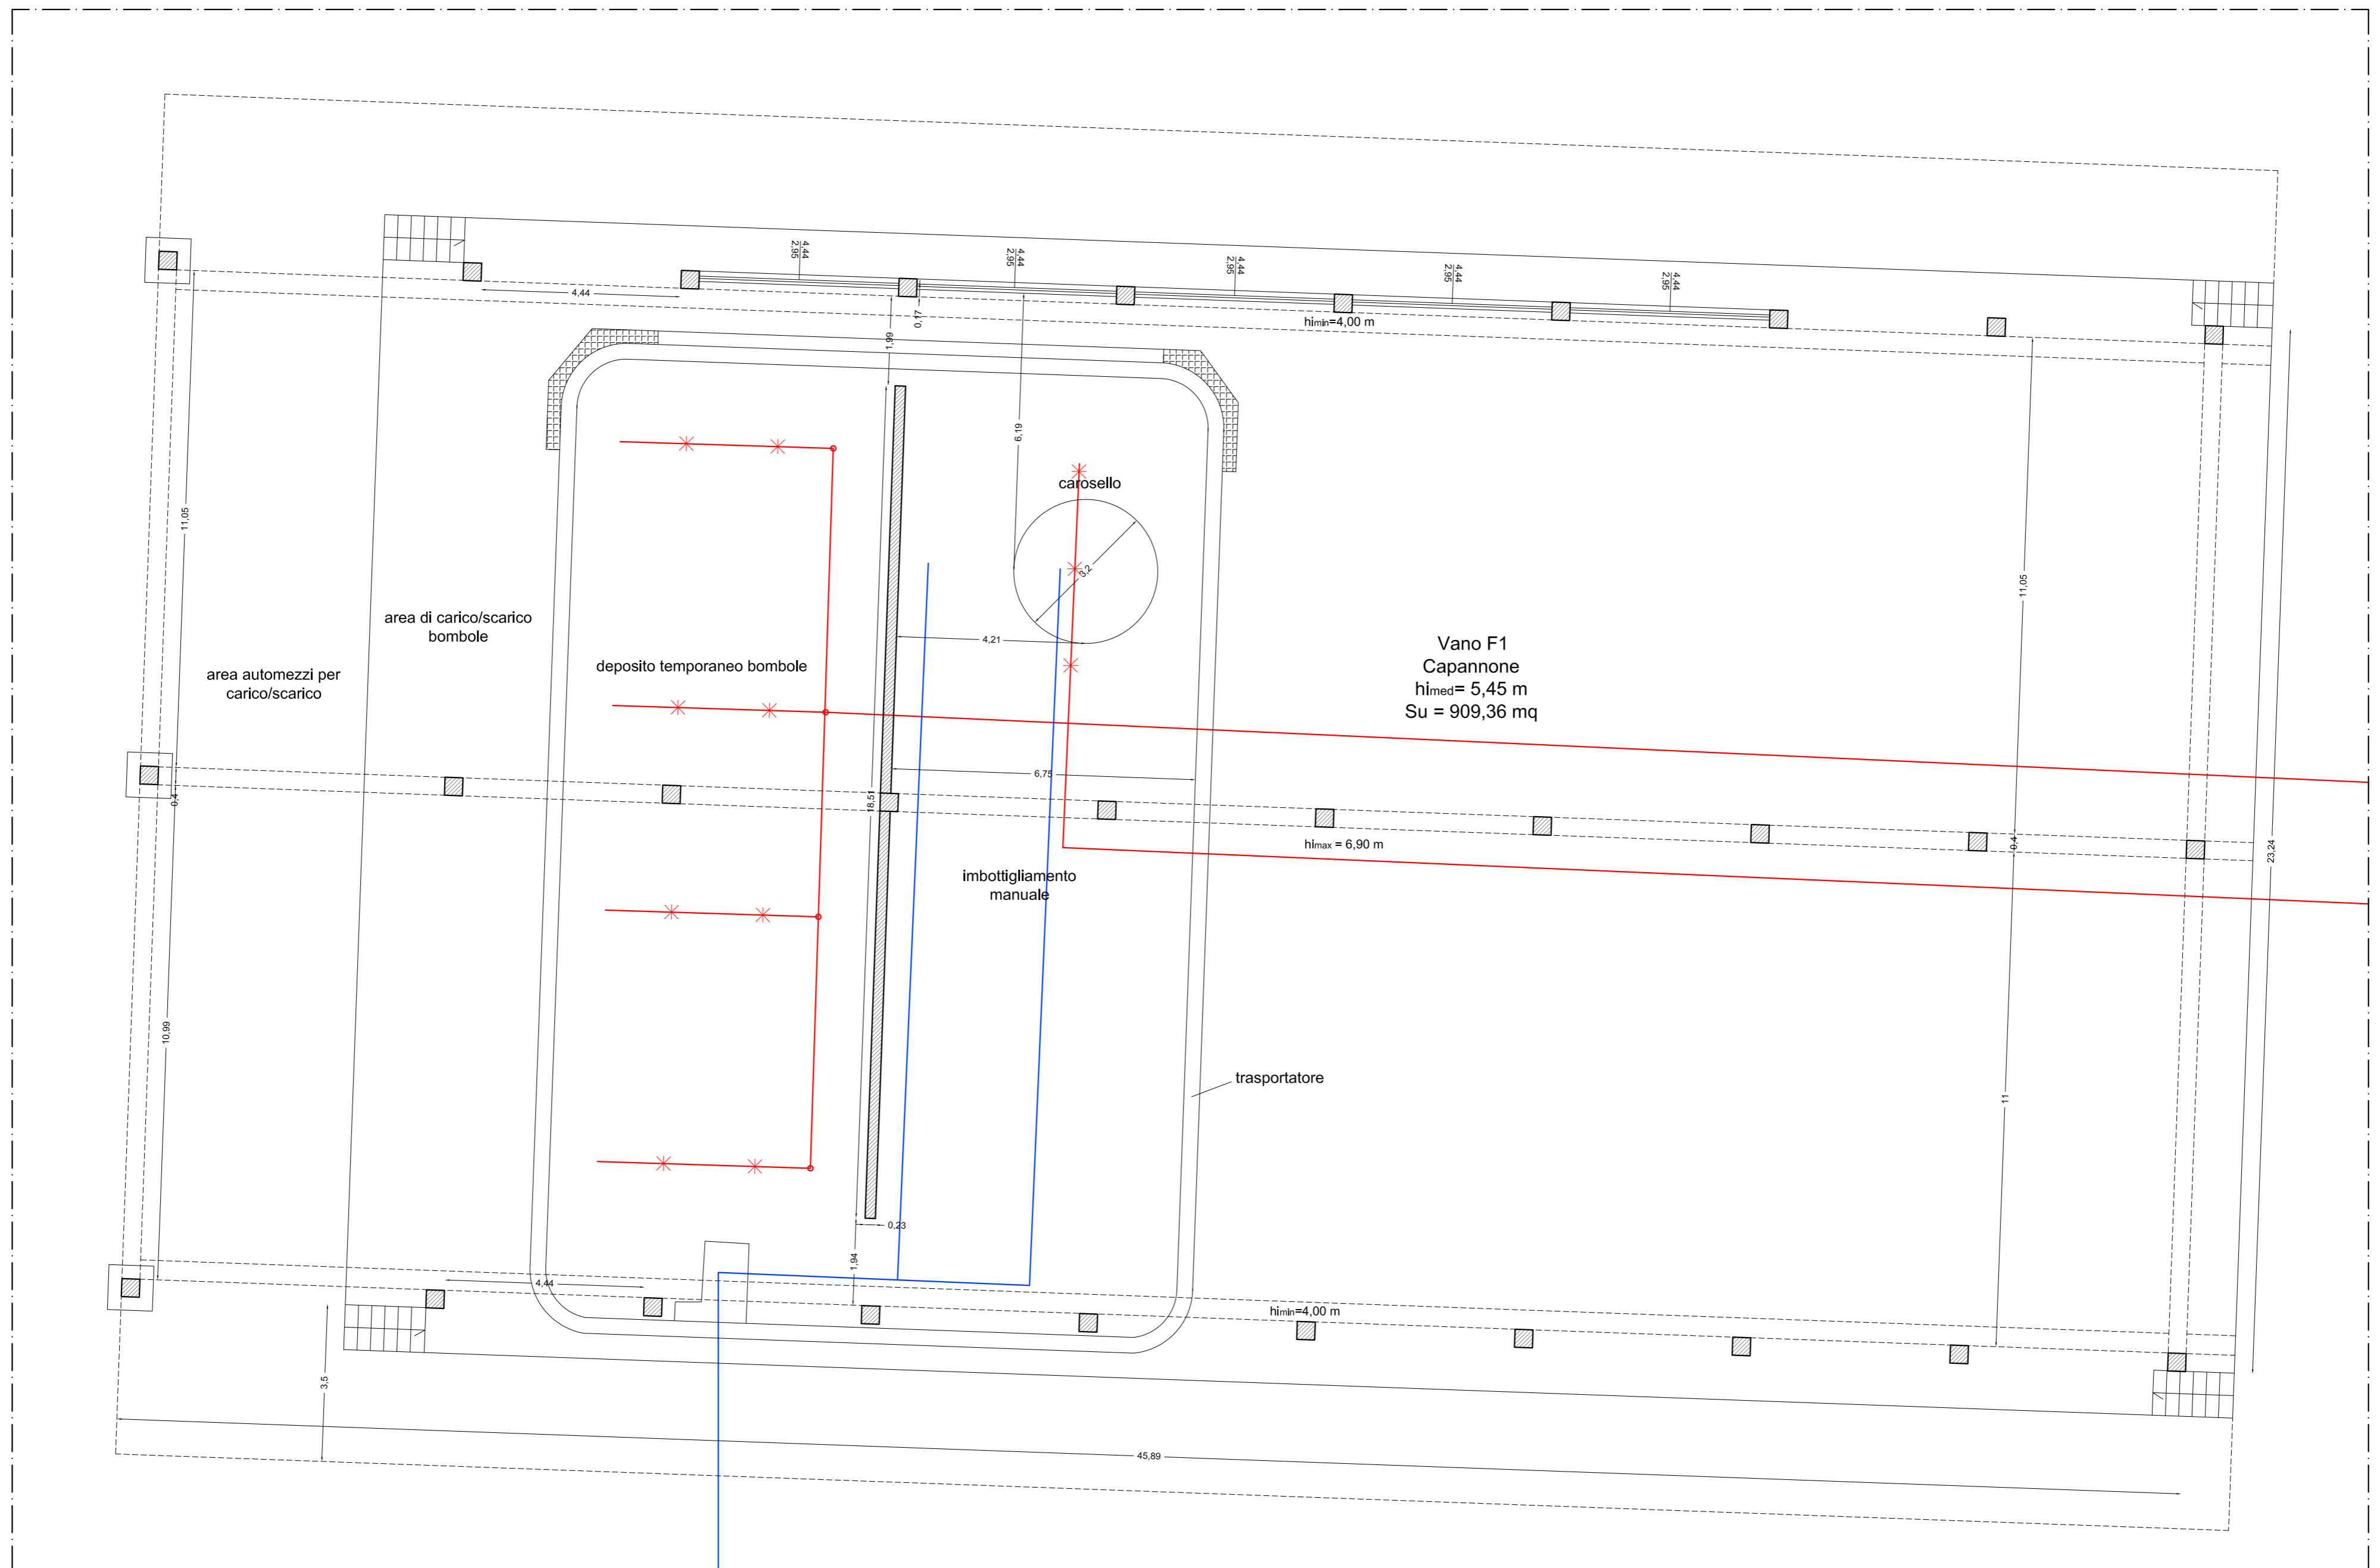 4,44
2,95
4,44
2,95
4,44
2,95
4,44
2,95
4,44
2,95
4,44
0,17
1,69
himin=4,00 m
6,19
carosello
3,2
11,05
11,05
area di carico/scarico
bombole
4,21
Vano F1
Capannone
himed= 5,45 m
Su = 909,36 mq
deposito temporaneo bombole
area automezzi per
carico/scarico
6,75
0,4
18,51
himax = 6,90 m
0,4
23,24
imbottigliamento
manuale
10,99
trasportatore
11
0,23
1,94
4,44
himin=4,00 m
3,5
45,89